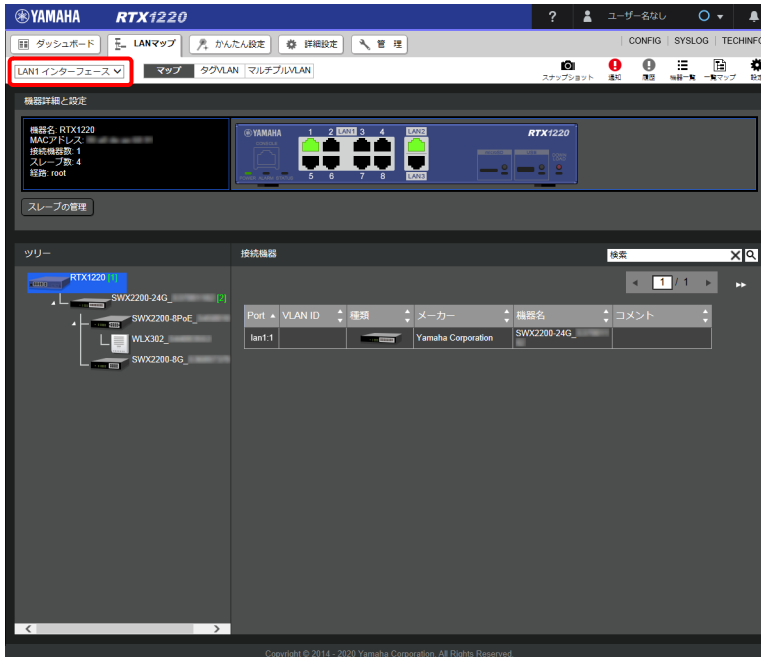 YAMAHA RTX1220 ? ユーザー名なし
ダッシュボード LANマップ かんたん設定 詳細設定 管 理 CONFIG | SYSLOG | TECHINFO
LAN1 インターフェース マップ タグVLAN マルチプルVLAN スナップショット 通知 履歴 機器一覧 一覧マップ 設定
機器詳細と設定
機器名: RTX1220
MACアドレス:
接続機器数: 1
スレーブ数: 4
経路: root
YAMAHA 1 2 LAN1 3 4 LAN2 RTX1220
5 6 7 8 LAN3
スレーブの管理
ツリー 接続機器 検索
RTX1220 [1] 1 / 1
SWX2200-24G_ [2]
SWX2200-8PoE_
WLX302_
SWX2200-8G_
Port VLAN ID 種類 メーカー 機器名 コメント
lan1:1 Yamaha Corporation SWX2200-24G_
Copyright © 2014 - 2020 Yamaha Corporation. All Rights Reserved.